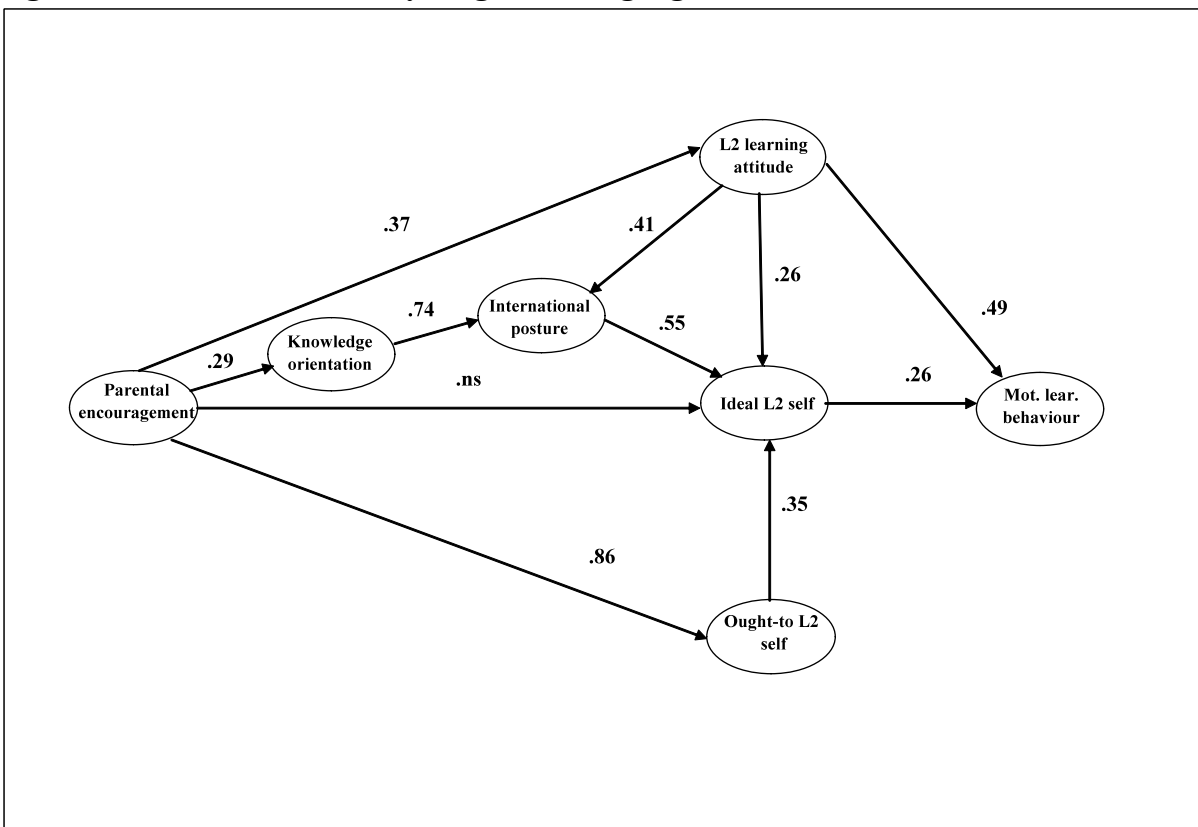 L2 learning
attitude
.37
.41
.26
International
posture
.74
.55
.49
Knowledge
orientation
.29
.ns
.26
Parental
encouragement
Ideal L2 self
Mot. lear.
behaviour
.35
.86
Ought-to L2
self